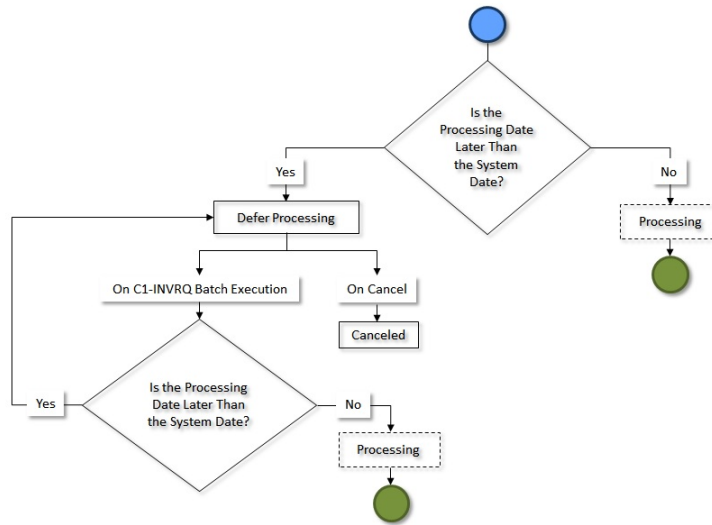 Is the
Processing Date
Later Than
the System
Date?
Yes
No
Defer Processing
Processing
On C1-INVRQ Batch Execution
On Cancel
Canceled
Is the Processing
Date Later Than
the System Date?
Yes
No
Processing